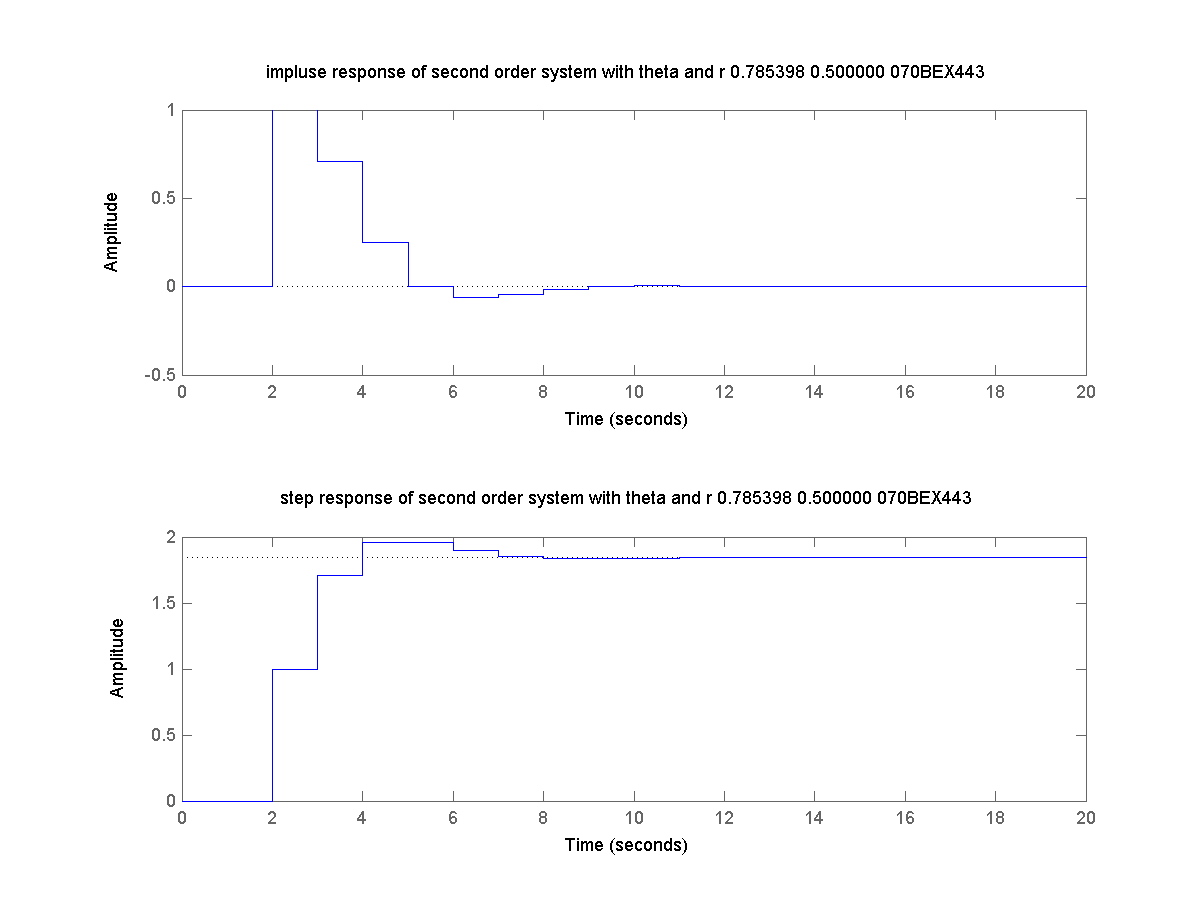 impluse response of second order system with theta and r 0.785398 0.500000 070BEX443
1
0.5
0
-0.5
Amplitude
0 2 4 6 8 10 12 14 16 18 20
Time (seconds)
step response of second order system with theta and r 0.785398 0.500000 070BEX443
2
1.5
1
0.5
0
Amplitude
0 2 4 6 8 10 12 14 16 18 20
Time (seconds)